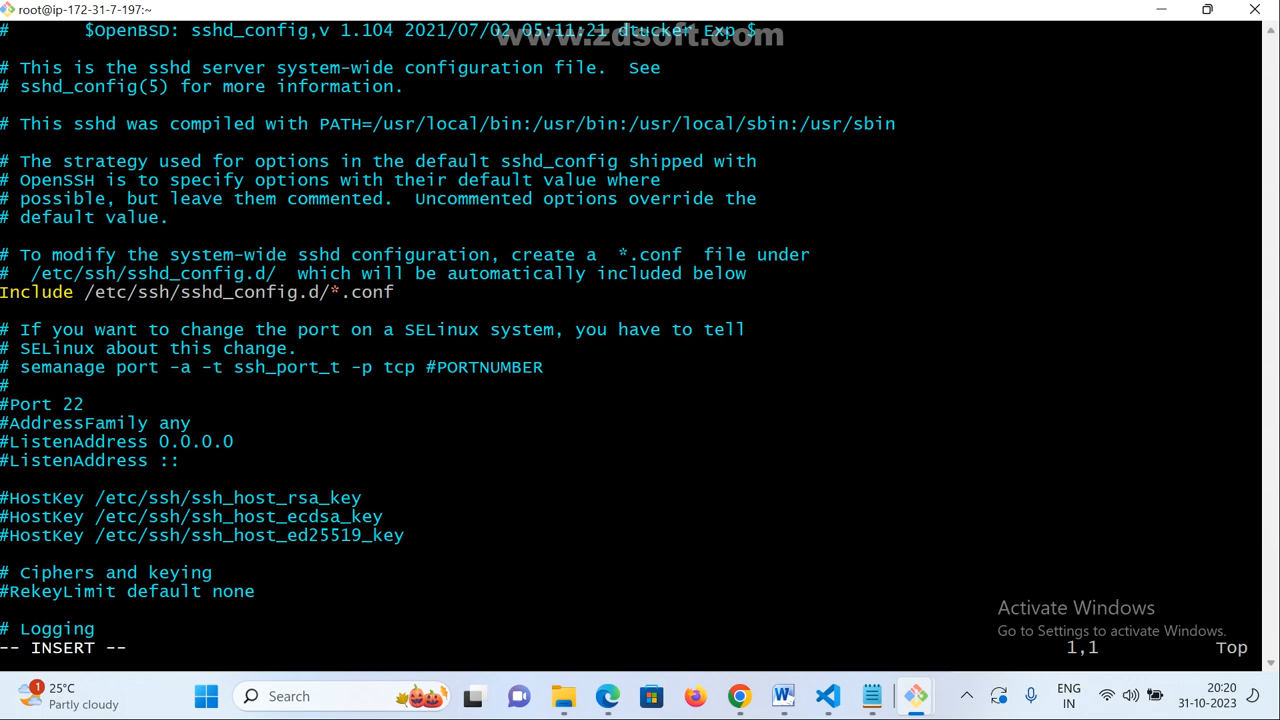 root@ip-172-31-7-197:~
#       $OpenBSD: sshd_config,v 1.104 2021/07/02 05:11:21 dtucker Exp $
www.zdsoft.com
# This is the sshd server system-wide configuration file.  See
# sshd_config(5) for more information.
# This sshd was compiled with PATH=/usr/local/bin:/usr/bin:/usr/local/sbin:/usr/sbin
# The strategy used for options in the default sshd_config shipped with
# OpenSSH is to specify options with their default value where
# possible, but leave them commented.  Uncommented options override the
# default value.
# To modify the system-wide sshd configuration, create a  *.conf  file under
#  /etc/ssh/sshd_config.d/  which will be automatically included below
Include /etc/ssh/sshd_config.d/*.conf
# If you want to change the port on a SELinux system, you have to tell
# SELinux about this change.
# semanage port -a -t ssh_port_t -p tcp #PORTNUMBER
#
#Port 22
#AddressFamily any
#ListenAddress 0.0.0.0
#ListenAddress ::
#HostKey /etc/ssh/ssh_host_rsa_key
#HostKey /etc/ssh/ssh_host_ecdsa_key
#HostKey /etc/ssh/ssh_host_ed25519_key
# Ciphers and keying
#RekeyLimit default none
# Logging
-- INSERT --
1,1
Top
Activate Windows
Go to Settings to activate Windows.
1
25°C
Partly cloudy
Search
ENG
IN
20:20
31-10-2023